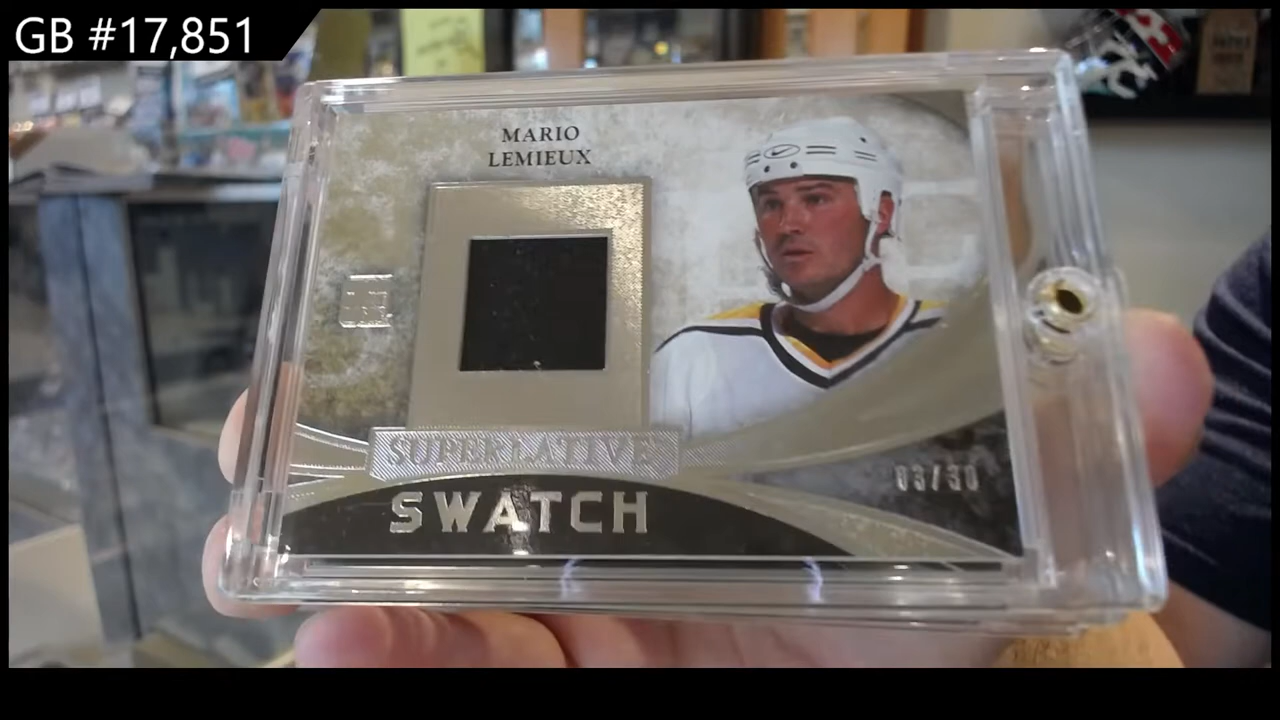 GB #17,851
MARIO
LEMIEUX
SUPERLATIVE
SWATCH
03/30